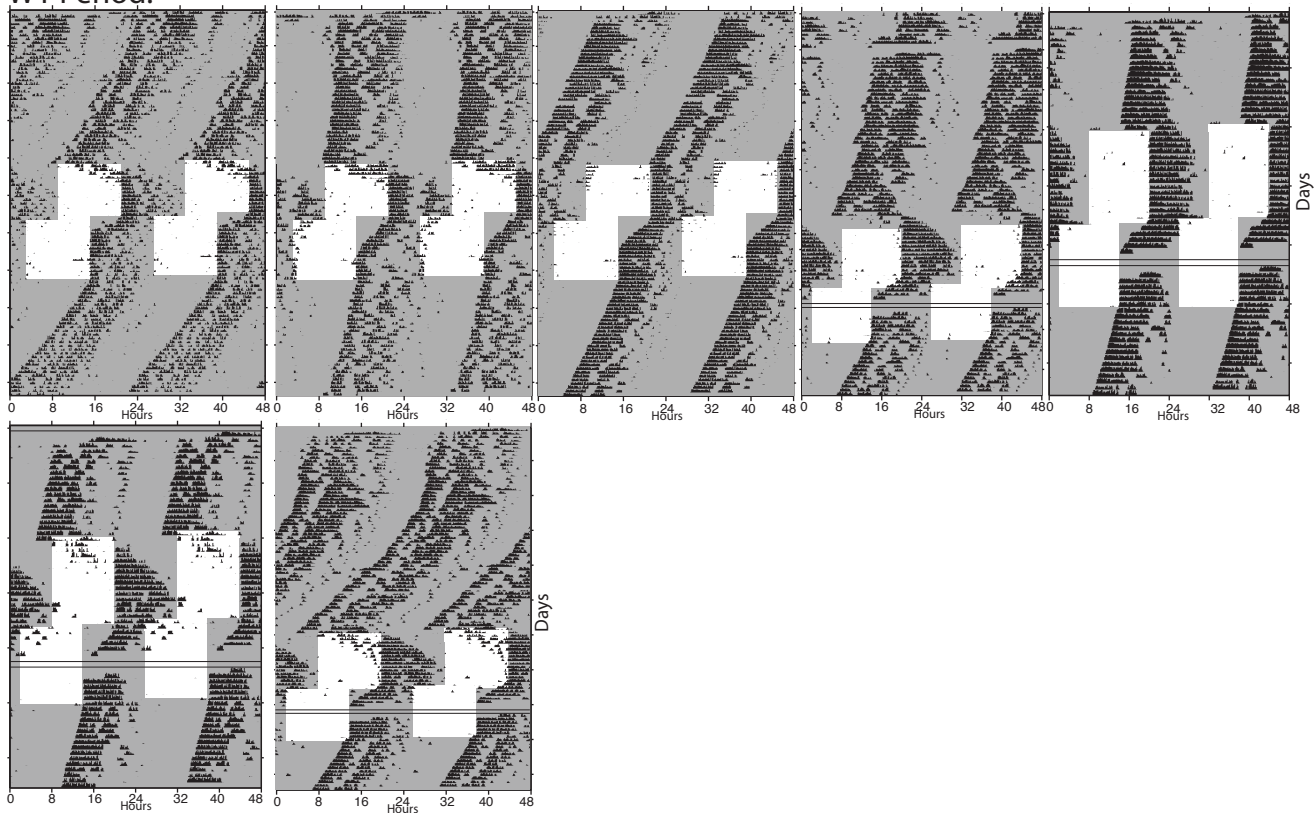 WT Period:
Days
0 8 16 24 32 40 48 0 8 16 24 32 40 48 0 8 16 24 32 40 48 0 8 16 24 32 40 48 0 8 16 24 32 40 48
Hours Hours Hours Hours Hours
Days
0 8 16 24 32 40 48 0 8 16 24 32 40 48
Hours Hours